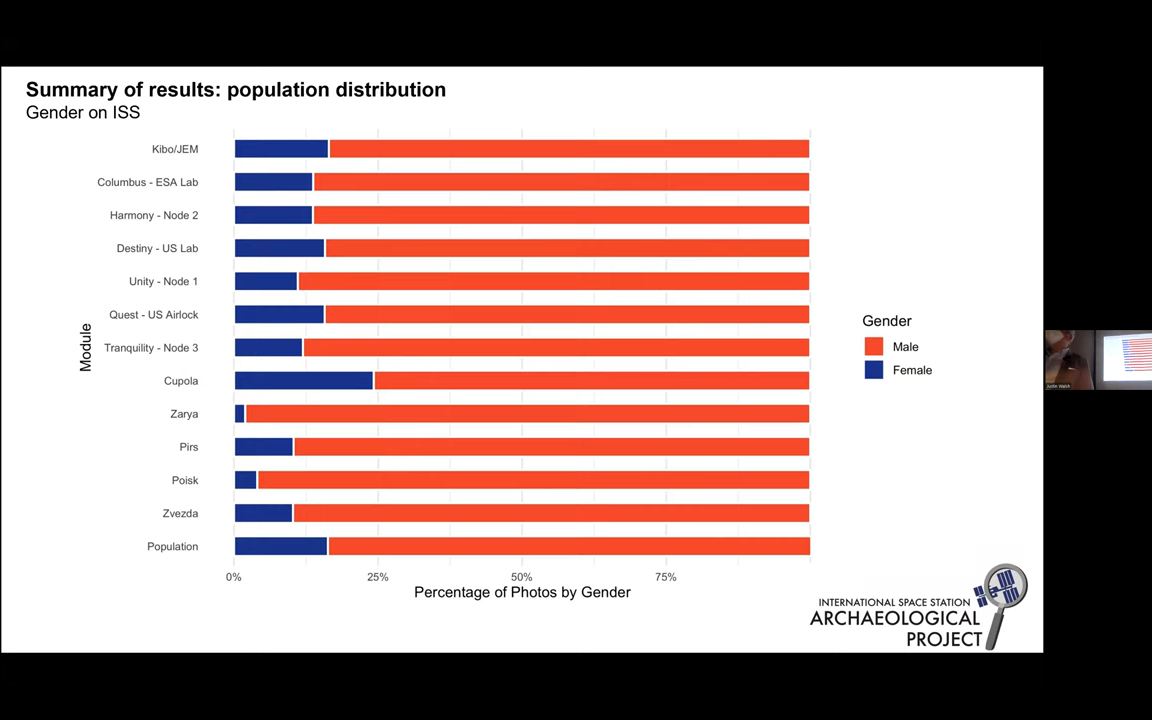 Summary of results: population distribution
Gender on ISS
Kibo/JEM
Columbus - ESA Lab
Harmony - Node 2
Destiny - US Lab
Unity - Node 1
Quest - US Airlock
Tranquility - Node 3
Cupola
Zarya
Pirs
Poisk
Zvezda
Population
Module
0%
25%
50%
75%
Percentage of Photos by Gender
Gender
Male
Female
INTERNATIONAL SPACE STATION
ARCHAEOLOGICAL
PROJECT
Justin Walsh